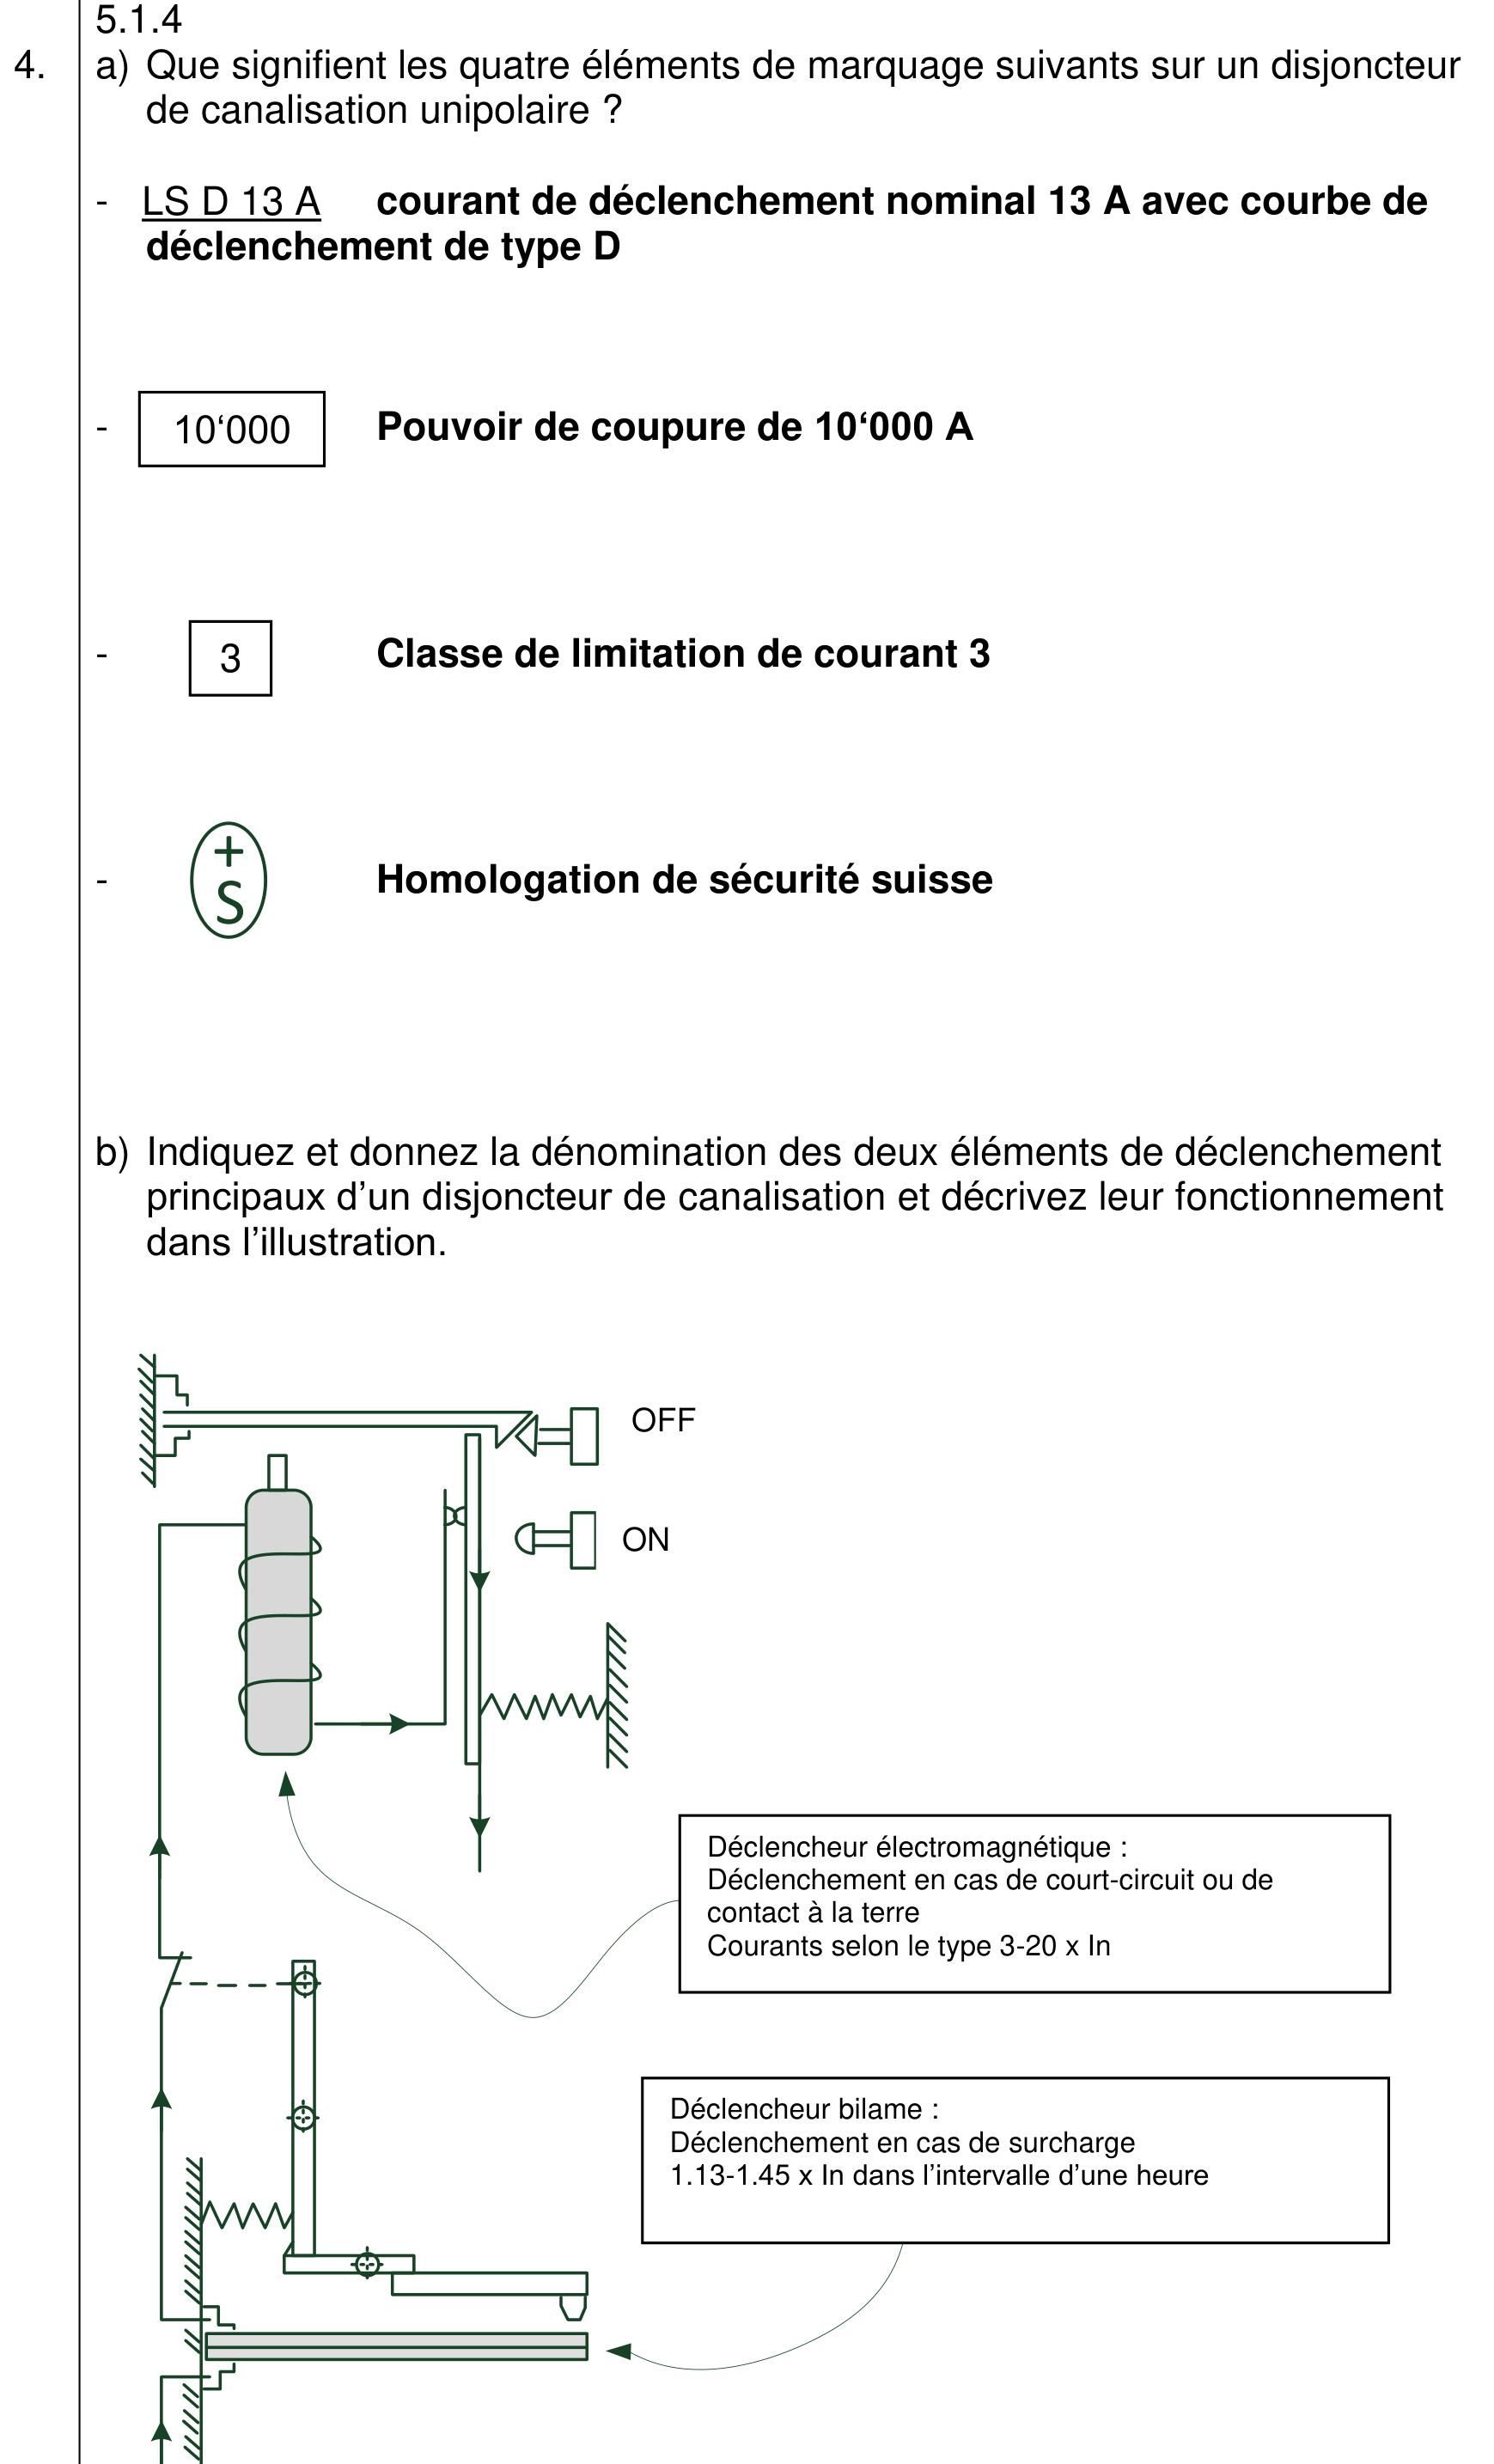 5.1.4
4. a) Que signifient les quatre éléments de marquage suivants sur un disjoncteur
de canalisation unipolaire ?
- LS D 13 A courant de déclenchement nominal 13 A avec courbe de
déclenchement de type D
- 10‘000 Pouvoir de coupure de 10‘000 A
- 3 Classe de limitation de courant 3
- + S Homologation de sécurité suisse
b) Indiquez et donnez la dénomination des deux éléments de déclenchement
principaux d’un disjoncteur de canalisation et décrivez leur fonctionnement
dans l’illustration.
OFF
ON
Déclencheur électromagnétique :
Déclenchement en cas de court-circuit ou de
contact à la terre
Courants selon le type 3-20 x In
Déclencheur bilame :
Déclenchement en cas de surcharge
1.13-1.45 x In dans l’intervalle d’une heure